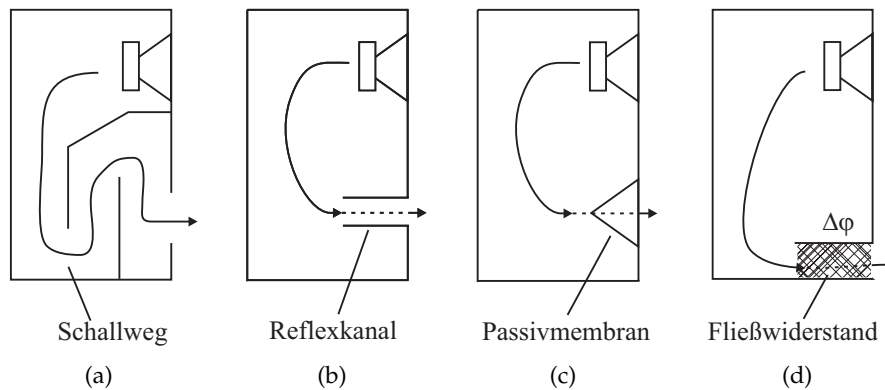 Δφ
Schallweg
Reflexkanal
Passivmembran
Fließwiderstand
(a)
(b)
(c)
(d)